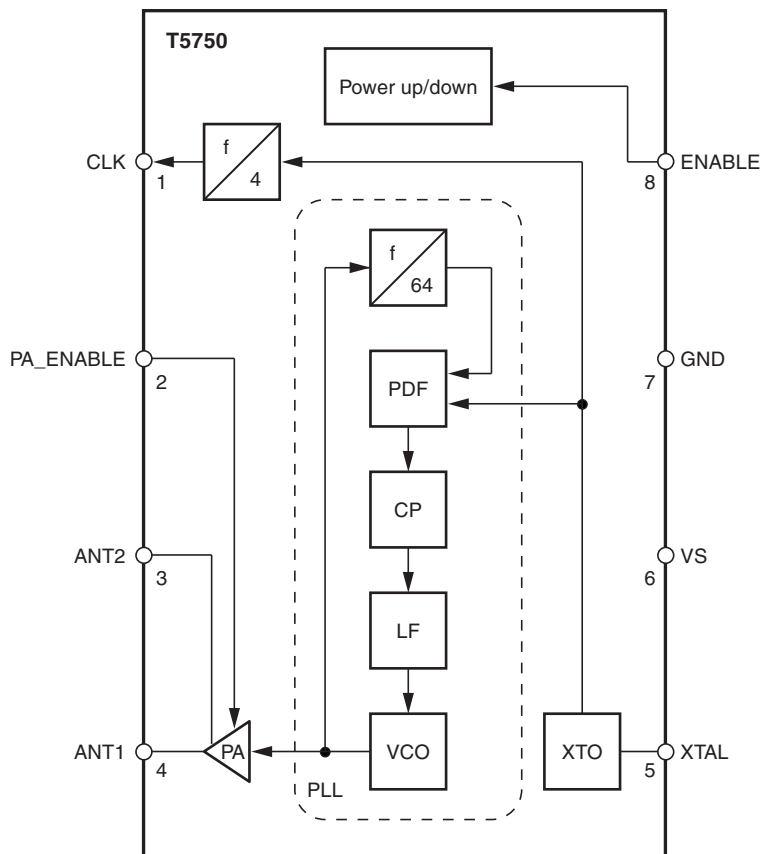 T5750
Power up/down
CLK
1
f
4
ENABLE
8
f
64
PA_ENABLE
2
PDF
GND
7
CP
ANT2
3
VS
6
LF
ANT1
4
PA
VCO
XTO
XTAL
5
PLL